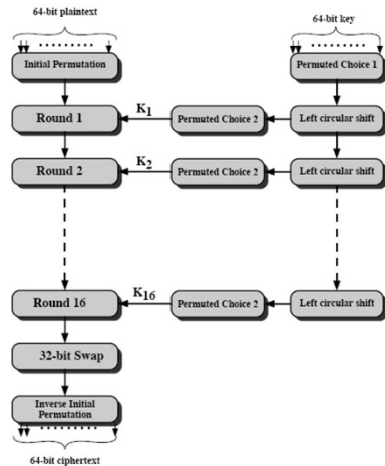 64-bit plaintext
64-bit key
Initial Permutation
Permuted Choice 1
Round 1
K1
Permuted Choice 2
Left circular shift
Round 2
K2
Permuted Choice 2
Left circular shift
Round 16
K16
Permuted Choice 2
Left circular shift
32-bit Swap
Inverse Initial
Permutation
64-bit ciphertext